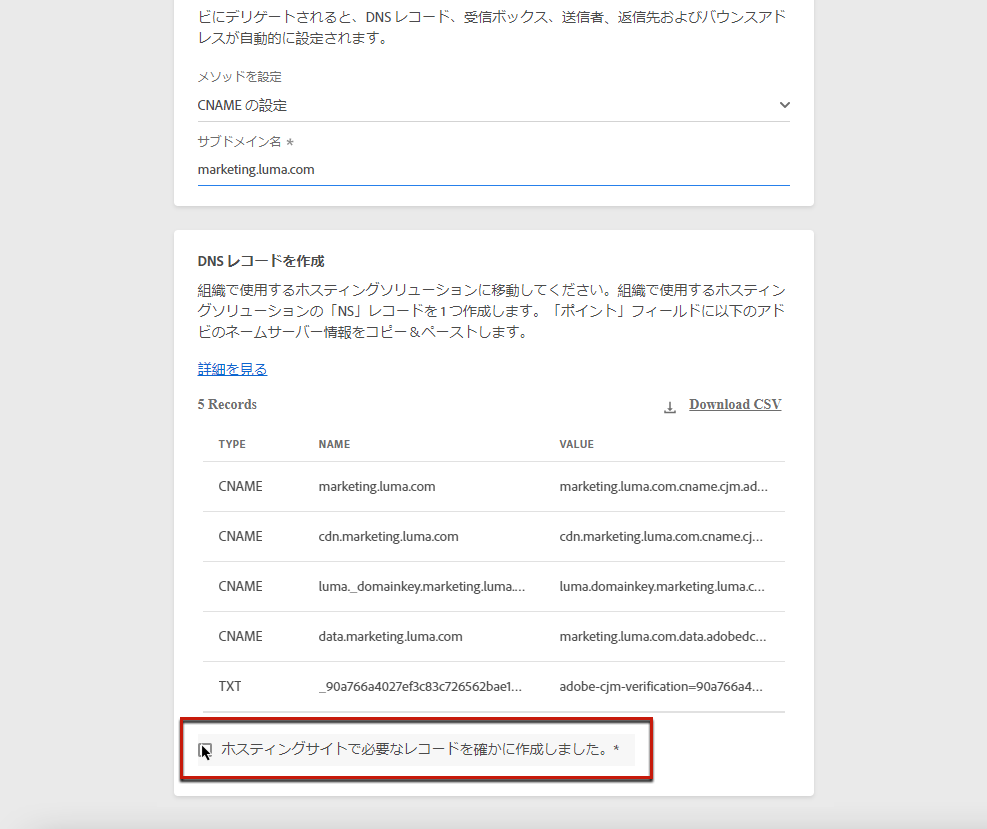 ビにデリゲートされると、DNS レコード、受信ボックス、送信者、返信先およびバウンスアド
レスが自動的に設定されます。
メソッドを設定
CNAME の設定
サブドメイン名 *
marketing.luma.com
DNS レコードを作成
組織で使用するホスティングソリューションに移動してください。組織で使用するホスティン
グソリューションの「NS」レコードを 1 つ作成します。「ポイント」フィールドに以下のアド
ビのネームサーバー情報をコピー＆ペーストします。
詳細を見る
5 Records Download CSV
TYPE NAME VALUE
CNAME marketing.luma.com marketing.luma.com.cname.cjm.ad...
CNAME cdn.marketing.luma.com cdn.marketing.luma.com.cname.cj...
CNAME luma._domainkey.marketing.luma.... luma.domainkey.marketing.luma.c...
CNAME data.marketing.luma.com marketing.luma.com.data.adobedc...
TXT _90a766a4027ef3c83c726562bae1... adobe-cjm-verification=90a766a4...
ホスティングサイトで必要なレコードを確かに作成しました。*